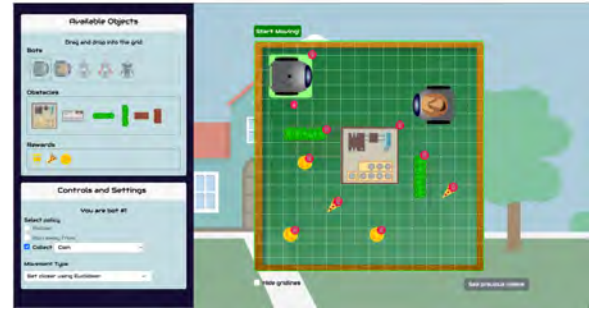 Available Objects
Drag and drop into the grid
Bots
Obstacles
Rewards
Controls and Settings
You are bot #1
Select policy
Collect Coin
Movement Type
Get closer using Euclidean
Start Moving!
Hide gridlines
See previous moves